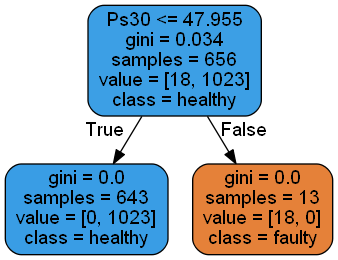 Ps30 <= 47.955
gini = 0.034
samples = 656
value = [18, 1023]
class = healthy
True
False
gini = 0.0
samples = 643
value = [0, 1023]
class = healthy
gini = 0.0
samples = 13
value = [18, 0]
class = faulty